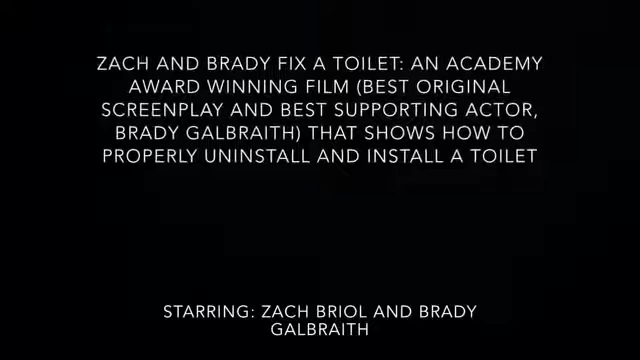 ZACH AND BRADY FIX A TOILET: AN ACADEMY
AWARD WINNING FILM (BEST ORIGINAL
SCREENPLAY AND BEST SUPPORTING ACTOR,
BRADY GALBRAITH) THAT SHOWS HOW TO
PROPERLY UNINSTALL AND INSTALL A TOILET
STARRING: ZACH BRIOL AND BRADY
GALBRAITH